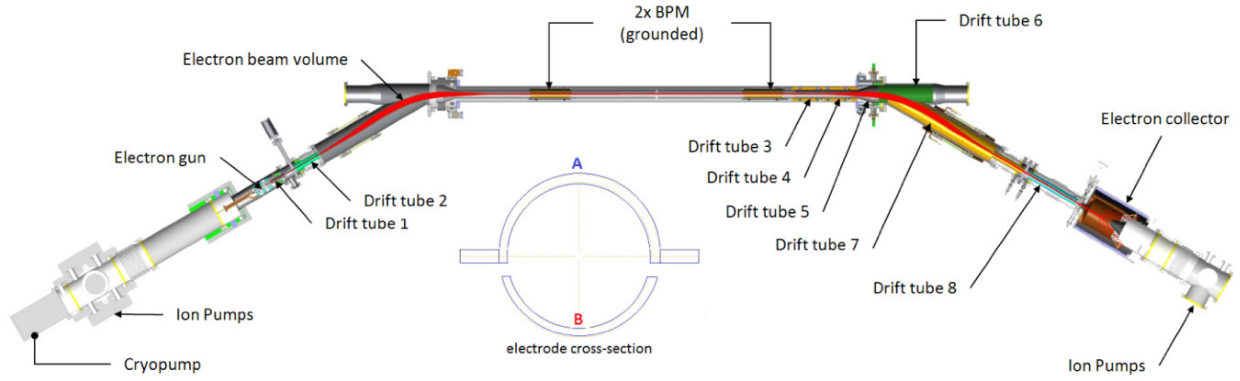 2x BPM
(grounded)
Drift tube 6
Electron beam volume
Electron collector
Drift tube 3
Electron gun
A
Drift tube 4
Drift tube 2
Drift tube 5
Drift tube 1
Drift tube 7
Drift tube 8
Ion Pumps
B
electrode cross-section
Cryopump
Ion Pumps